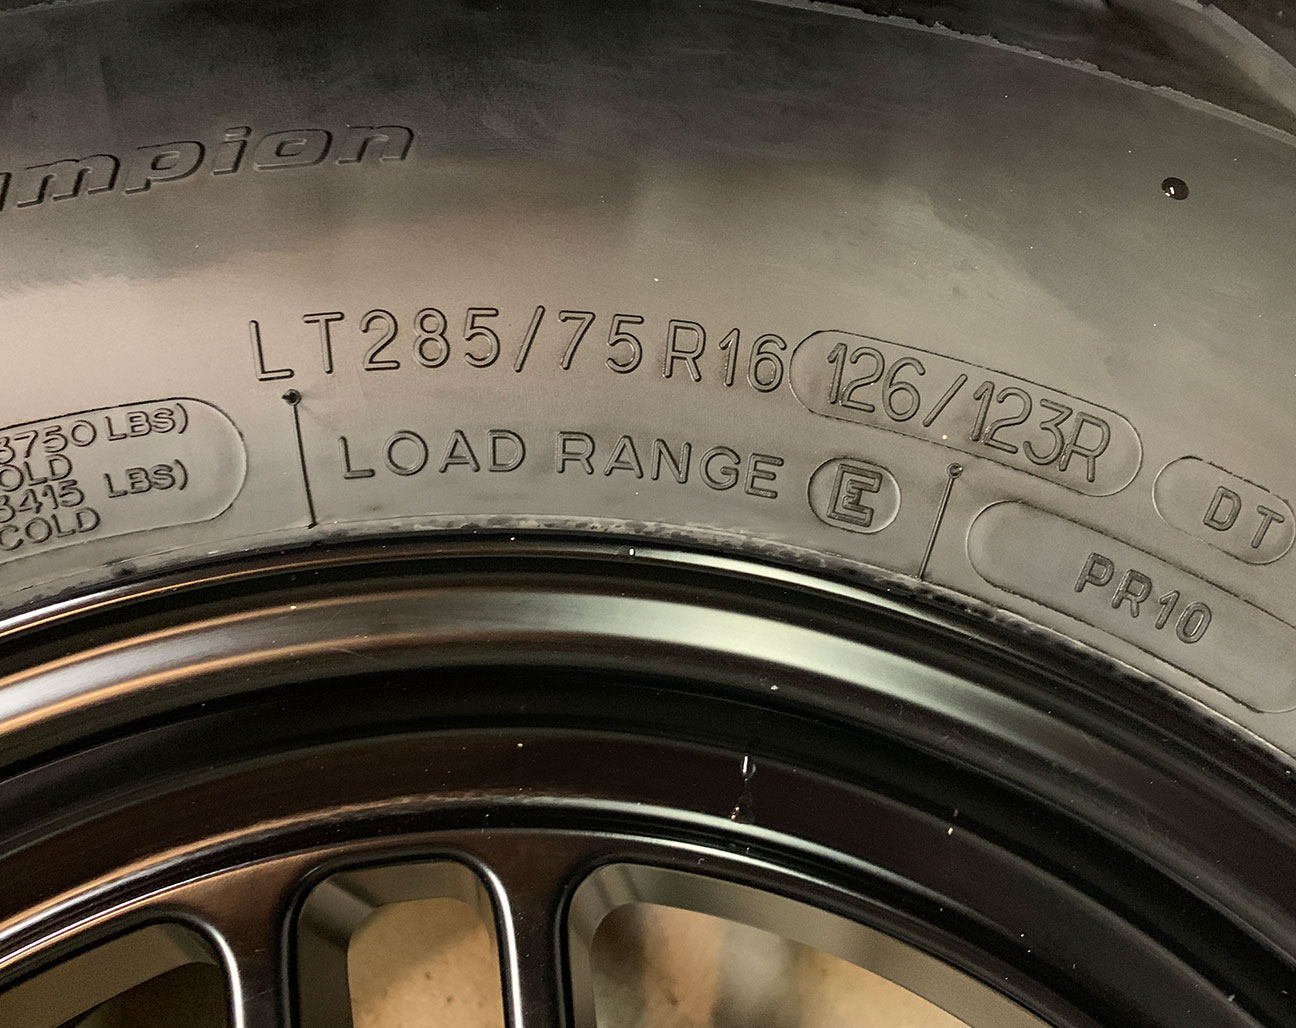 mpion
LT285/75R16 126/123R DT
3750 LBS)
OLD
3415 LBS)
COLD
LOAD RANGE E
PR10